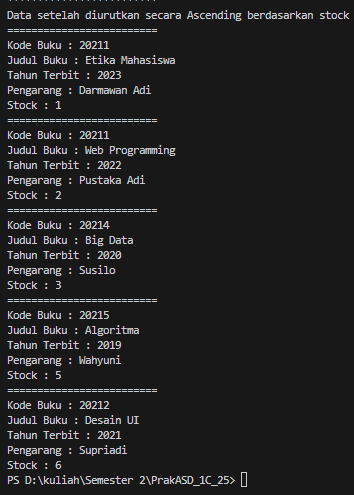 Data setelah diurutkan secara Ascending berdasarkan stock
=========================
Kode Buku : 20211
Judul Buku : Etika Mahasiswa
Tahun Terbit : 2023
Pengarang : Darmawan Adi
Stock : 1
=========================
Kode Buku : 20211
Judul Buku : Web Programming
Tahun Terbit : 2022
Pengarang : Pustaka Adi
Stock : 2
=========================
Kode Buku : 20214
Judul Buku : Big Data
Tahun Terbit : 2020
Pengarang : Susilo
Stock : 3
=========================
Kode Buku : 20215
Judul Buku : Algoritma
Tahun Terbit : 2019
Pengarang : Wahyuni
Stock : 5
=========================
Kode Buku : 20212
Judul Buku : Desain UI
Tahun Terbit : 2021
Pengarang : Supriadi
Stock : 6
PS D:\kuliah\Semester 2\PrakASD_1C_25>